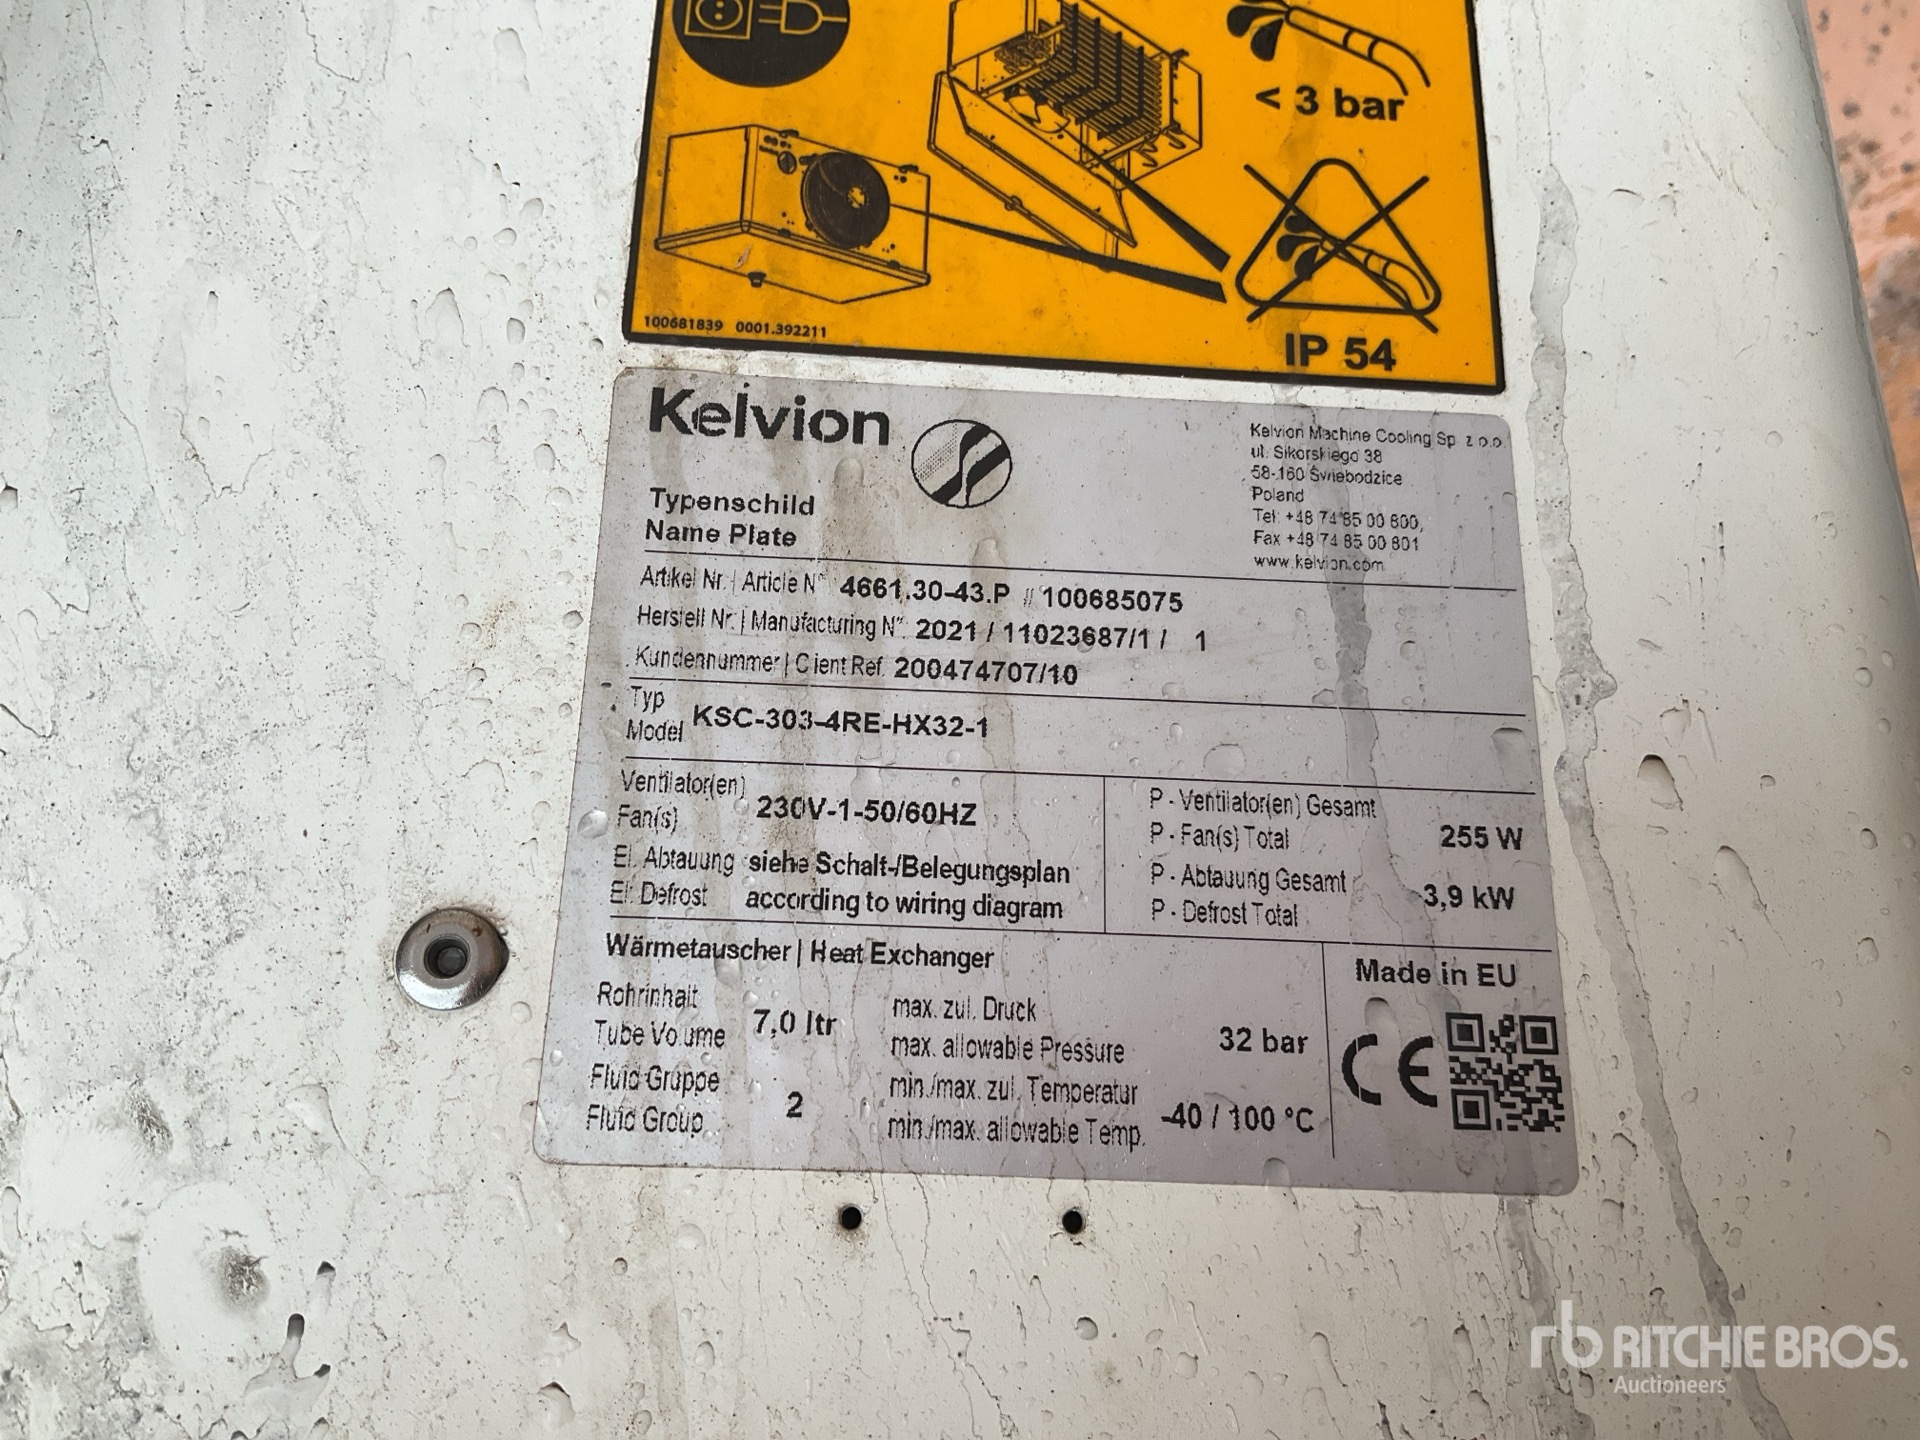 < 3 bar
100681839 0001.392211
IP 54
Kelvion
Kelvion Machine Cooling Sp. z o.o.
ul. Sikorskiego 38
58-160 Świebodzice
Poland
Tel: +48 74 85 00 800,
Fax +48 74 85 00 801
www.kelvion.com
Typenschild
Name Plate
Artikel Nr. | Article N° 4661.30-43.P // 100685075
Herstell Nr. | Manufacturing N°. 2021 / 11023687/1 / 1
Kundennummer | Client Ref. 200474707/10
Typ
Model KSC-303-4RE-HX32-1
Ventilator(en)
Fan(s) 230V-1-50/60HZ
P - Ventilator(en) Gesamt
P - Fan(s) Total 255 W
El. Abtauung siehe Schalt-/Belegungsplan
El. Defrost according to wiring diagram
P - Abtauung Gesamt
P - Defrost Total 3,9 kW
Wärmetauscher | Heat Exchanger
Rohrinhalt
Tube Volume 7,0 ltr
max. zul. Druck
max. allowable Pressure 32 bar
Fluid Gruppe
Fluid Group 2
min./max. zul. Temperatur
min./max. allowable Temp. -40 / 100 °C
Made in EU
CE
rb RITCHIE BROS.
Auctioneers